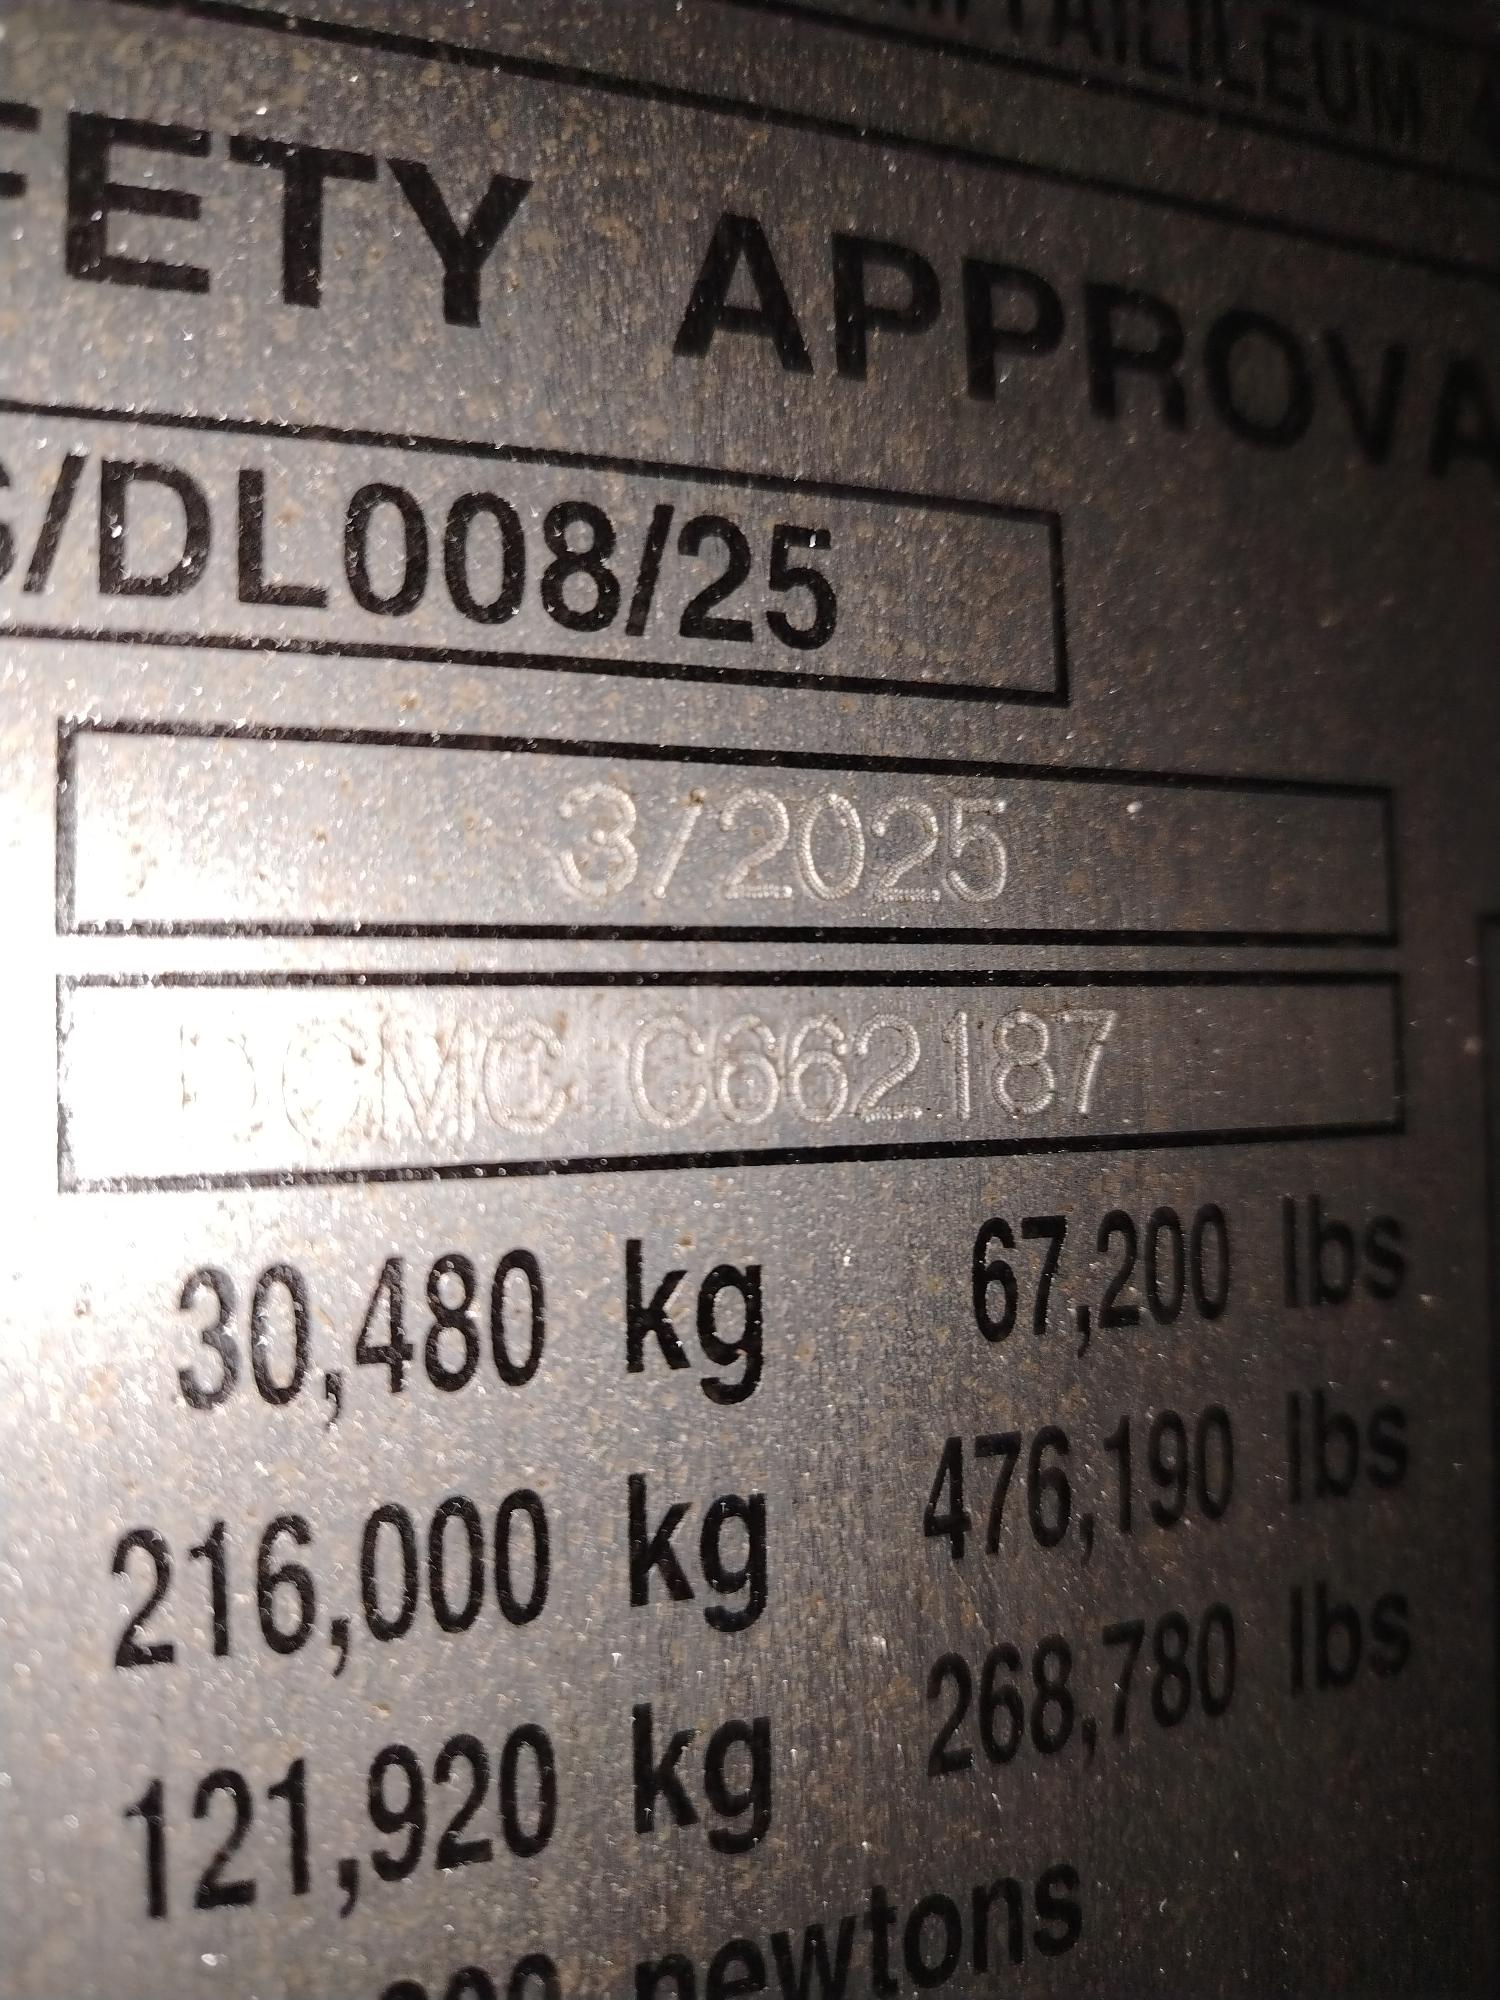 FETY APPROVA
/DL008/25
3/2025
DCMC C662187
30,480 kg 67,200 lbs
216,000 kg 476,190 lbs
121,920 kg 268,780 lbs
newtons